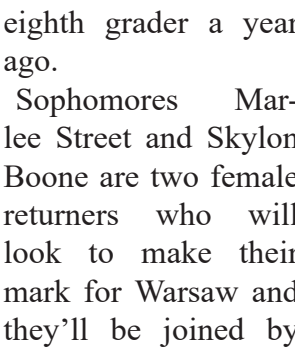 eighth grader a year
ago.
Sophomores Mar-
lee Street and Skylon
Boone are two female
returners who will
look to make their
mark for Warsaw and
they’ll be joined by